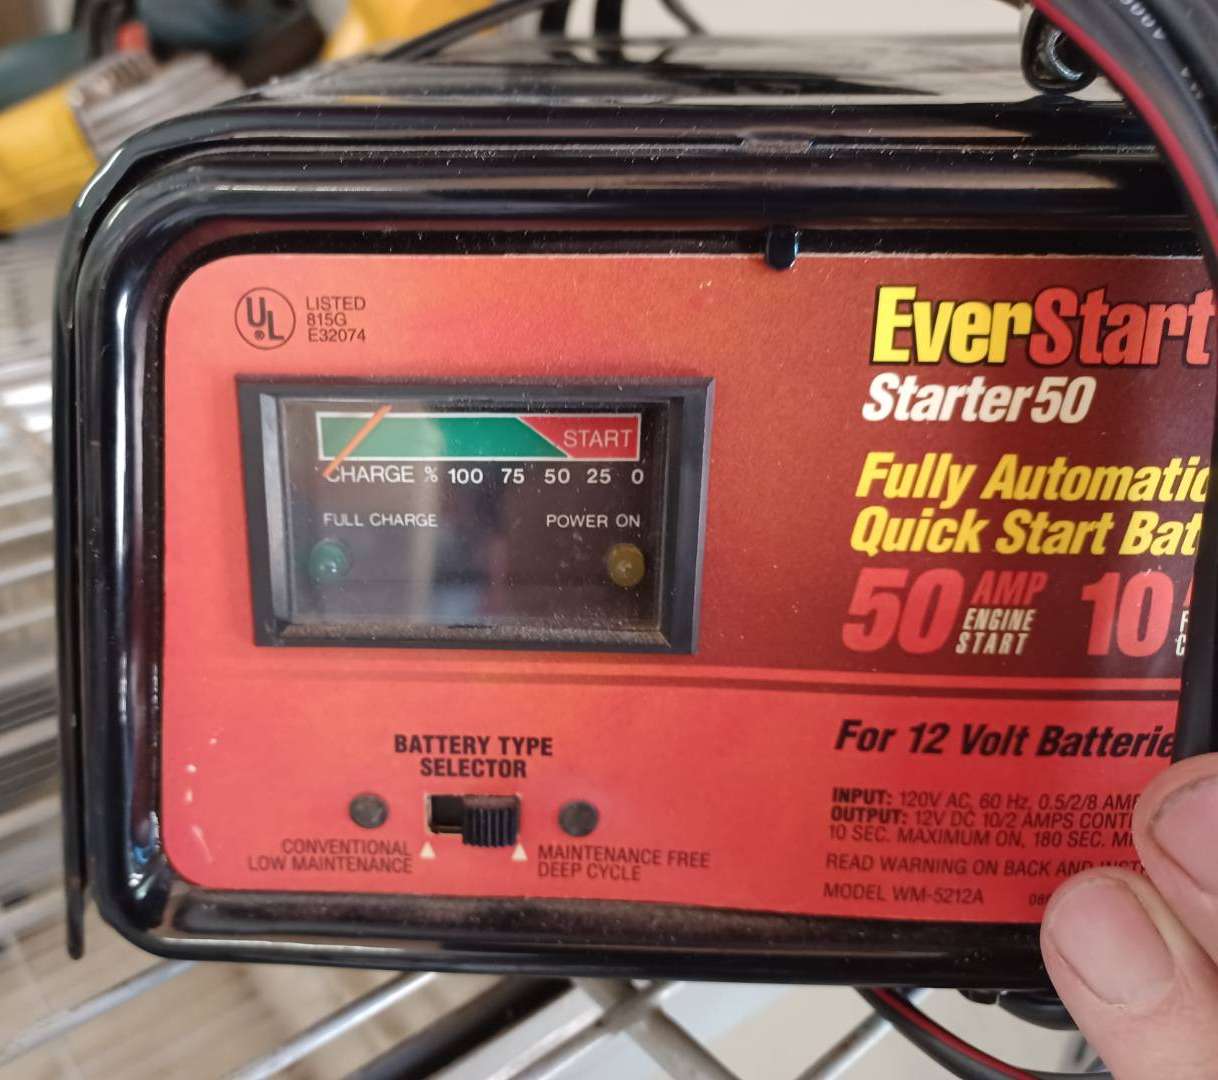 UL
LISTED
815G
E32074
START
CHARGE % 100 75 50 25 0
FULL CHARGE POWER ON
EverStart
Starter50
Fully Automatic
Quick Start
50 AMP ENGINE START 10
BATTERY TYPE
SELECTOR
CONVENTIONAL
LOW MAINTENANCE
MAINTENANCE FREE
DEEP CYCLE
For 12 Volt Batterie
INPUT: 120V AC, 60 Hz, 0.5/2/8 AMP
OUTPUT: 12V DC 10/2 AMPS CONT
10 SEC. MAXIMUM ON, 180 SEC.
READ WARNING ON BACK AND
MODEL WM-5212A